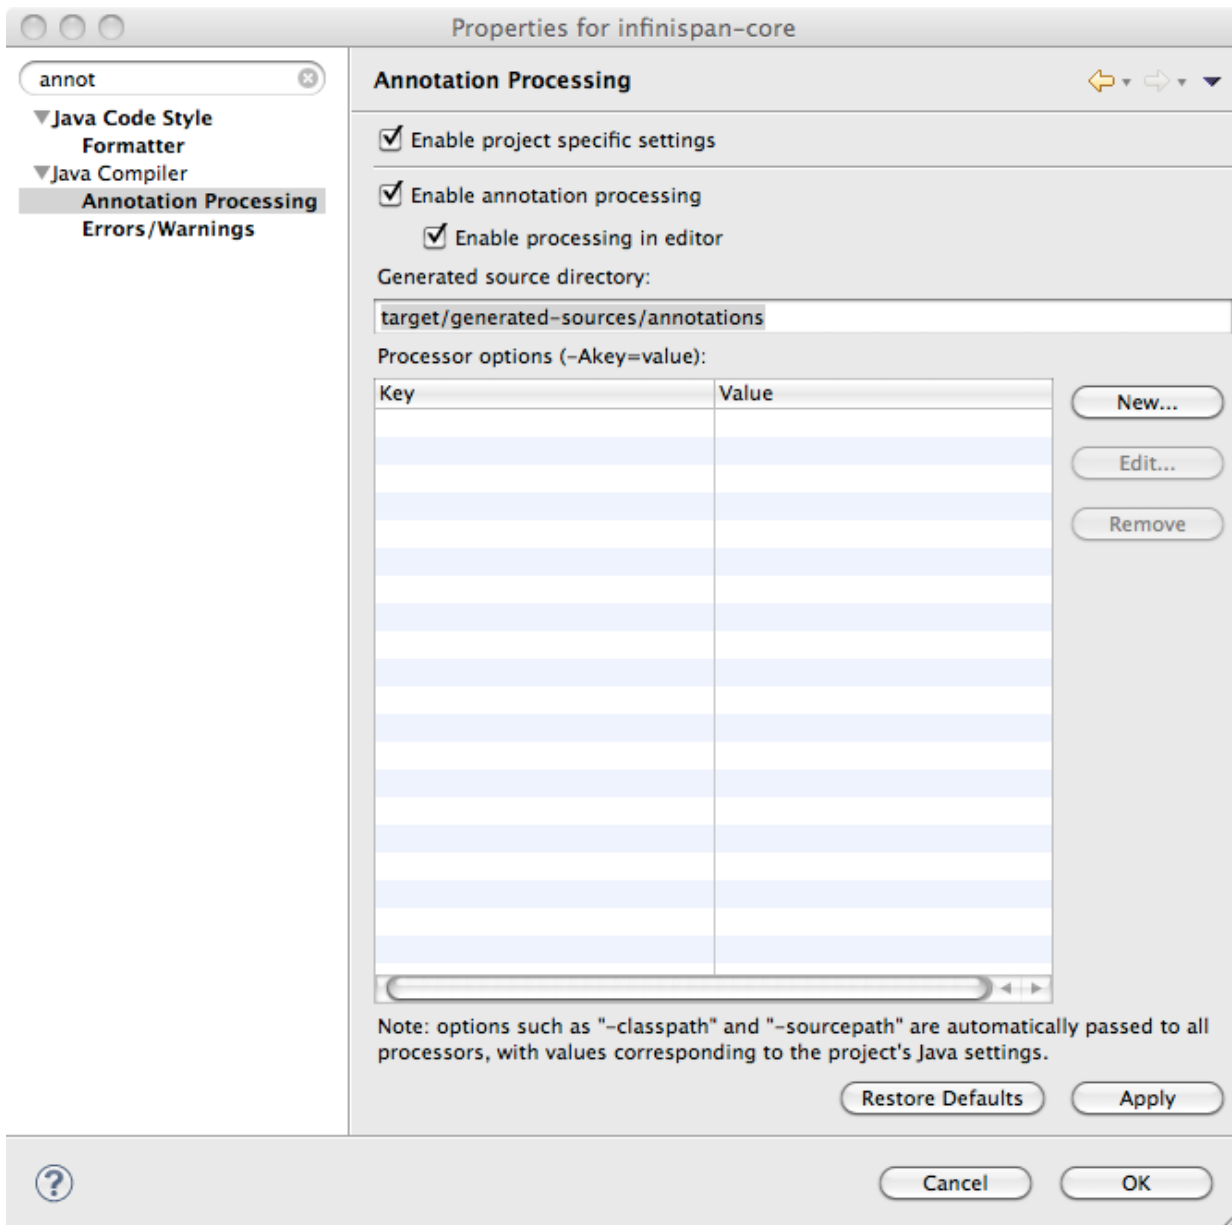 Properties for infinispan-core
annot
Java Code Style
Formatter
Java Compiler
Annotation Processing
Errors/Warnings
Annotation Processing
Enable project specific settings
Enable annotation processing
Enable processing in editor
Generated source directory:
target/generated-sources/annotations
Processor options (-Akey=value):
Key Value
New...
Edit...
Remove
Note: options such as "-classpath" and "-sourcepath" are automatically passed to all
processors, with values corresponding to the project's Java settings.
Restore Defaults Apply
? Cancel OK